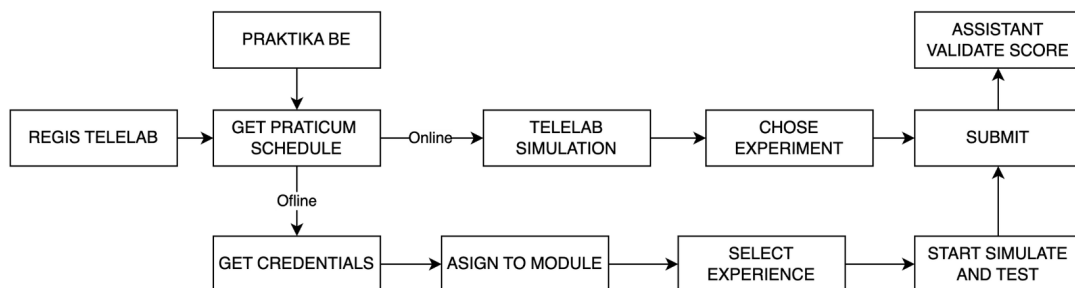 PRAKTIKA BE
ASSISTANT
VALIDATE SCORE
REGIS TELELAB
GET PRATICUM
SCHEDULE
Online
TELELAB
SIMULATION
CHOSE
EXPERIMENT
SUBMIT
Ofline
GET CREDENTIALS
ASIGN TO MODULE
SELECT
EXPERIENCE
START SIMULATE
AND TEST